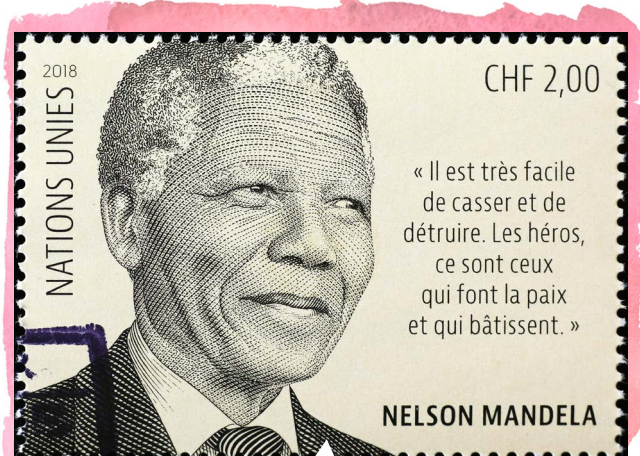 2018
NATIONS UNIES
CHF 2,00
« Il est très facile
de casser et de
détruire. Les héros,
ce sont ceux
qui font la paix
et qui bâtissent. »
NELSON MANDELA